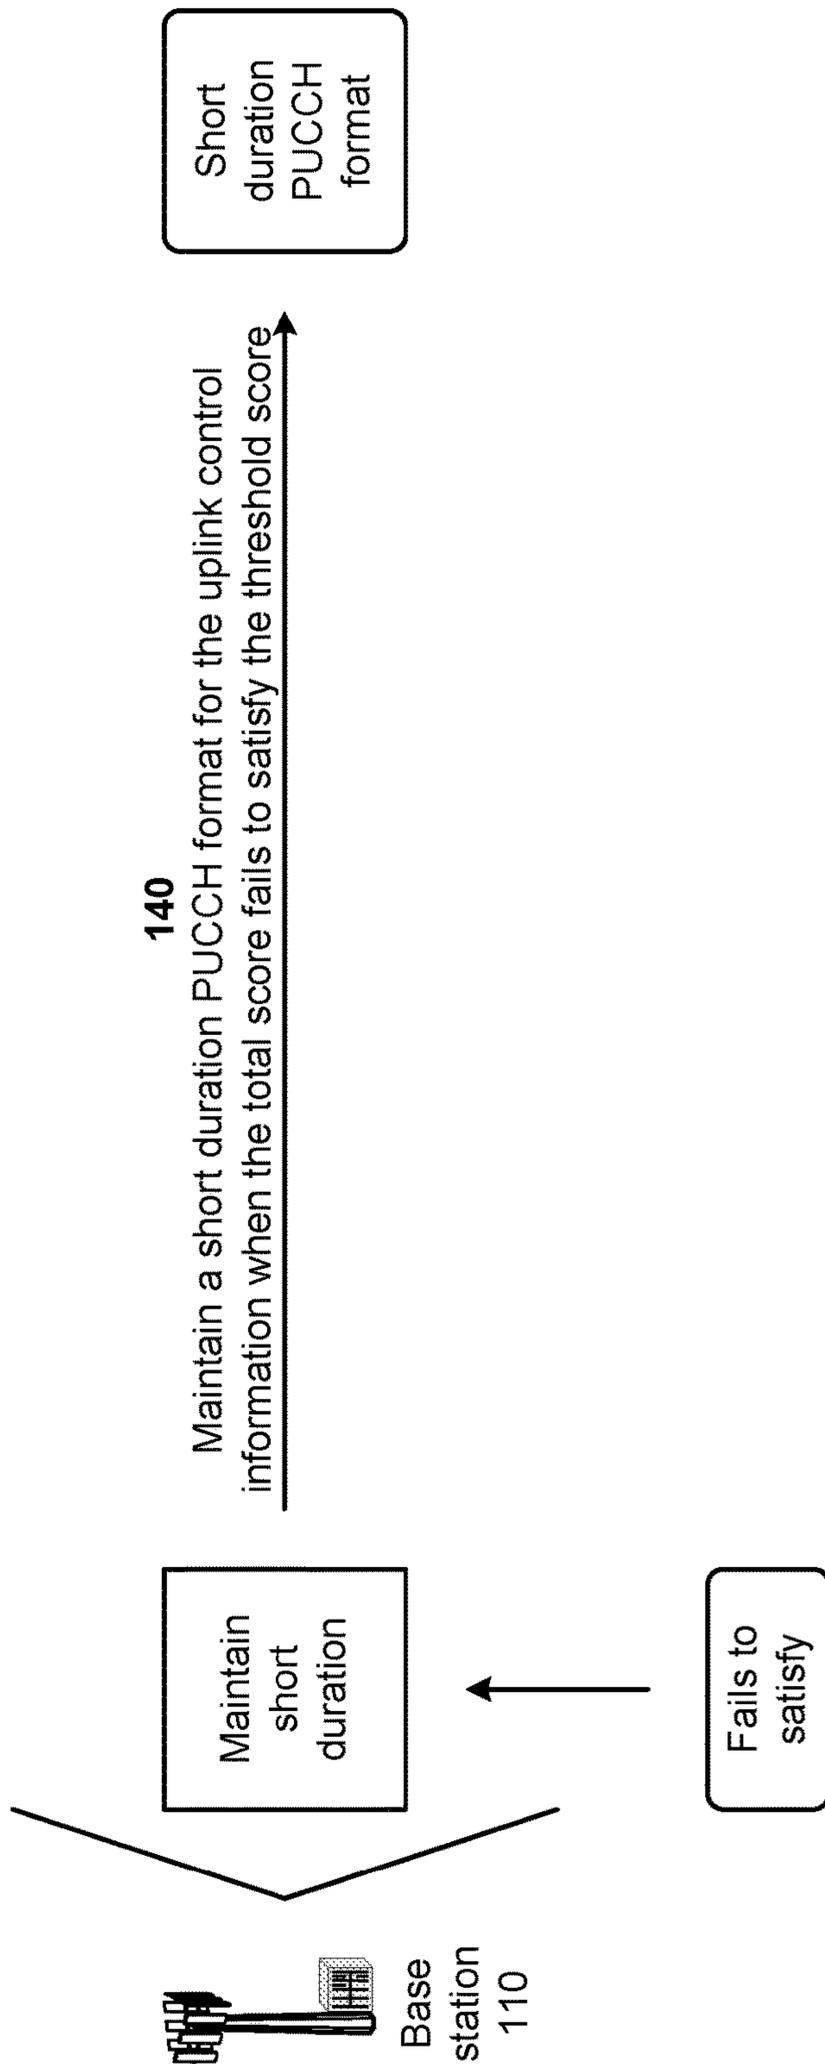 140
Maintain a short duration PUCCH format for the uplink control
information when the total score fails to satisfy the threshold score
Base
station
110
Maintain
short
duration
Short
duration
PUCCH
format
Fails to
satisfy